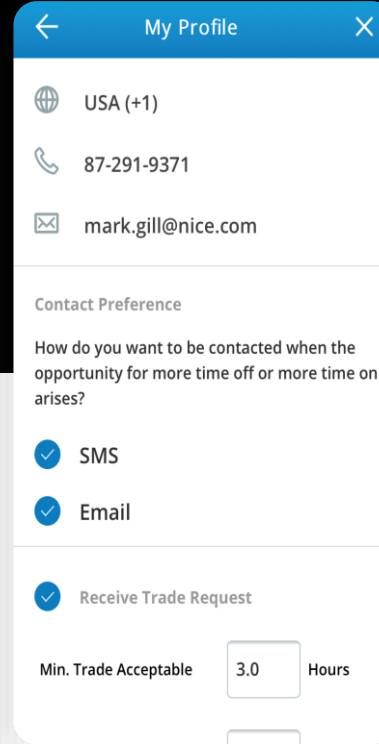 My Profile
USA (+1)
87-291-9371
mark.gill@nice.com
Contact Preference
How do you want to be contacted when the
opportunity for more time off or more time on
arises?
SMS
Email
Receive Trade Request
Min. Trade Acceptable 3.0 Hours